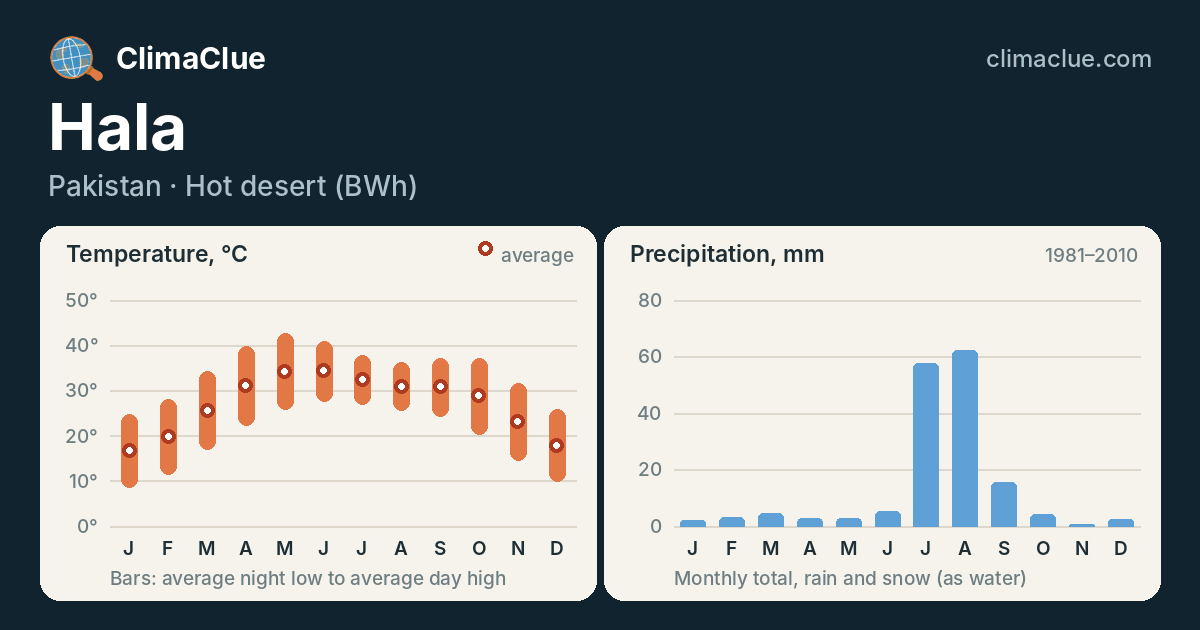 ClimaClue
climaclue.com
Hala
Pakistan · Hot desert (BWh)
Temperature, °C
average
50°
40°
30°
20°
10°
0°
J F M A M J J A S O N D
Bars: average night low to average day high
Precipitation, mm
1981–2010
80
60
40
20
0
J F M A M J J A S O N D
Monthly total, rain and snow (as water)